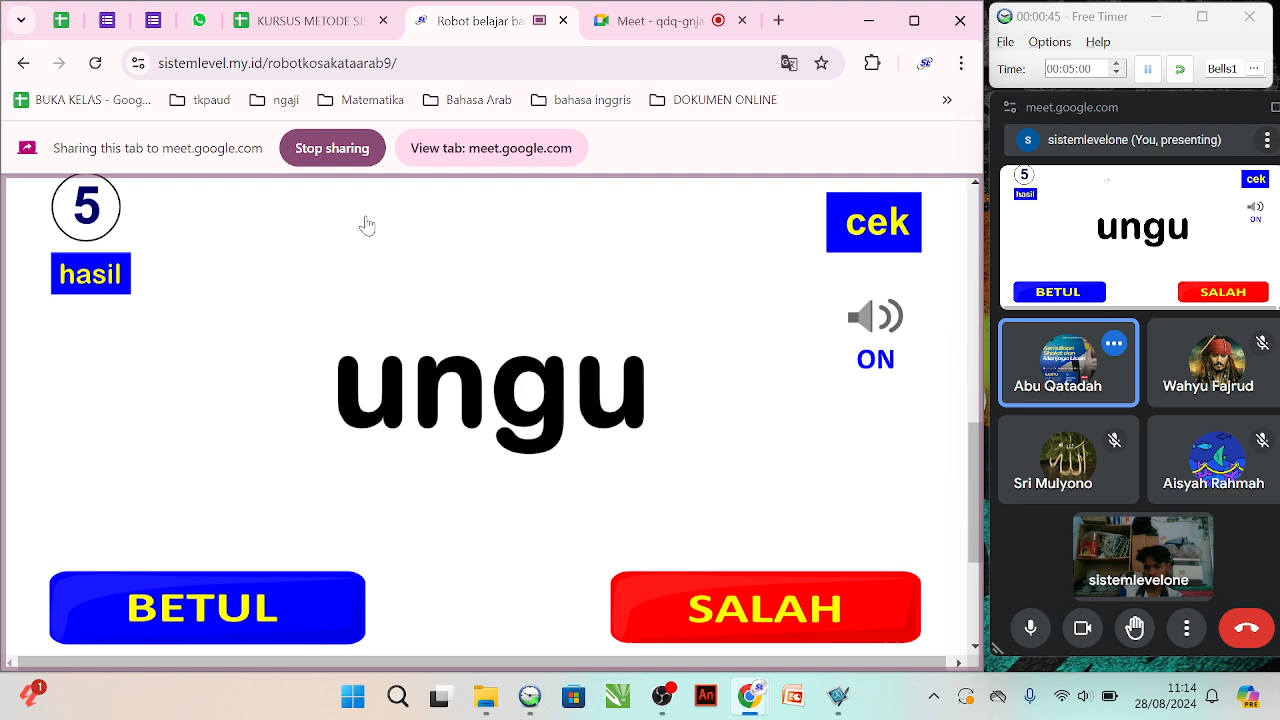 KURSUS METODE SI
Robot belajar ba
Meet - qdq-gnja
sistemlevel.my.id/robotkosakataarab9/
BUKA KELAS - Goog...
tkpaud
ngaji
Matematika
Bahasa arab
Bahasa inggris
DOKUMEN ONLINE
Sharing this tab to meet.google.com
Stop sharing
View tab: meet.google.com
5
cek
hasil
ON
ungu
BETUL
SALAH
00:00:45 - Free Timer
File Options Help
Time: 00:05:00 Bells1 ...
meet.google.com
s sistemlevelone (You, presenting)
5
cek
hasil
ON
ungu
BETUL
SALAH
Abu Qatadah
Wahyu Fajrud
Sri Mulyono
Aisyah Rahmah
sistemlevelone
1
An
11:14
28/08/2024
PRE